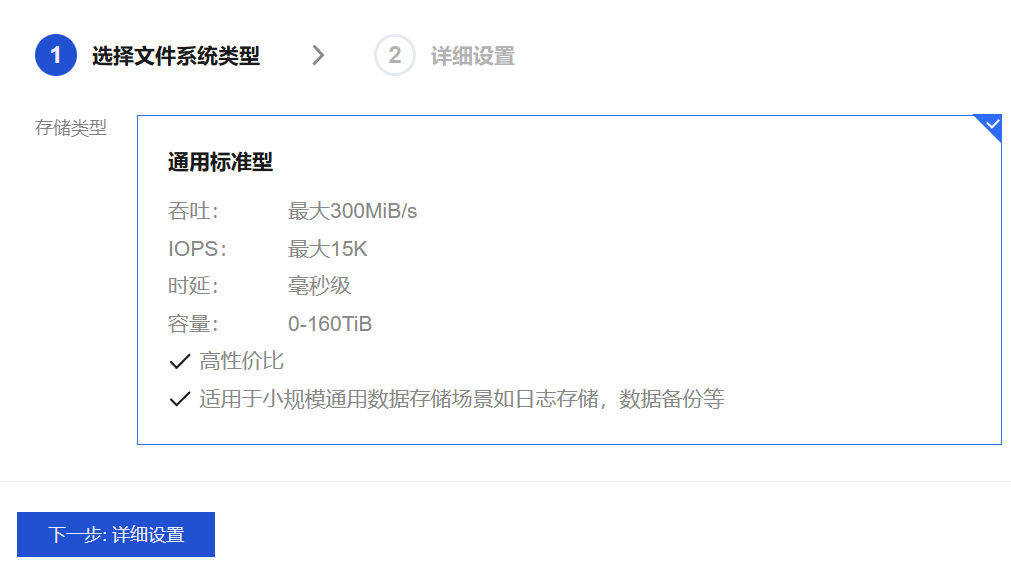 1 选择文件系统类型 2 详细设置
存储类型
通用标准型
吞吐： 最大300MiB/s
IOPS： 最大15K
时延： 毫秒级
容量： 0-160TiB
高性价比
适用于小规模通用数据存储场景如日志存储，数据备份等
下一步: 详细设置